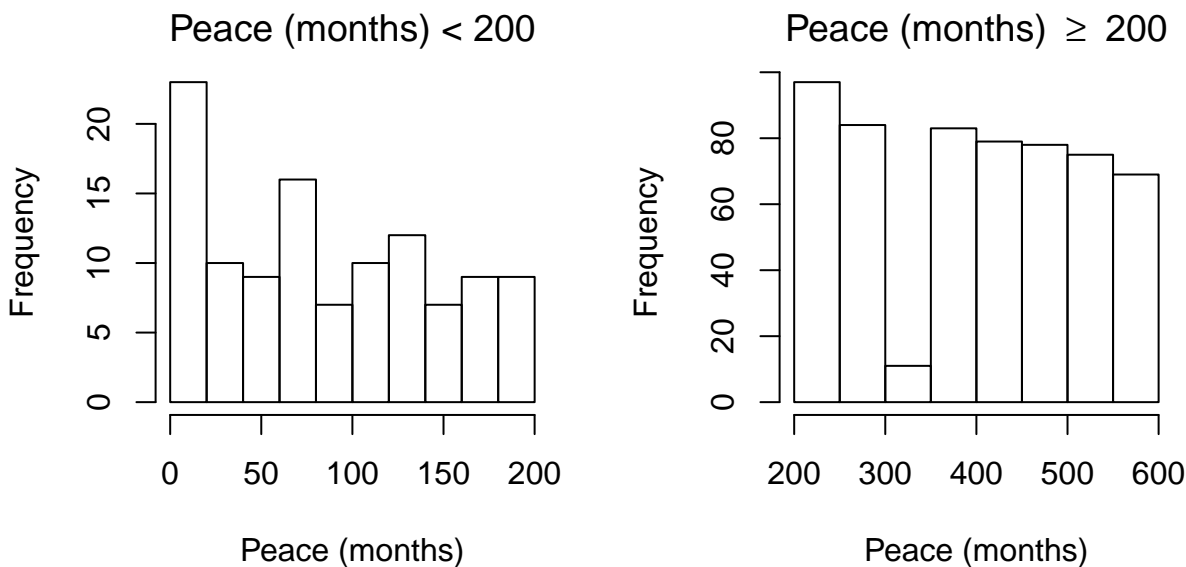 Peace (months) < 200
Frequency
20
15
10
5
0
0 50 100 150 200
Peace (months)
Peace (months) ≥ 200
Frequency
80
60
40
20
0
200 300 400 500 600
Peace (months)